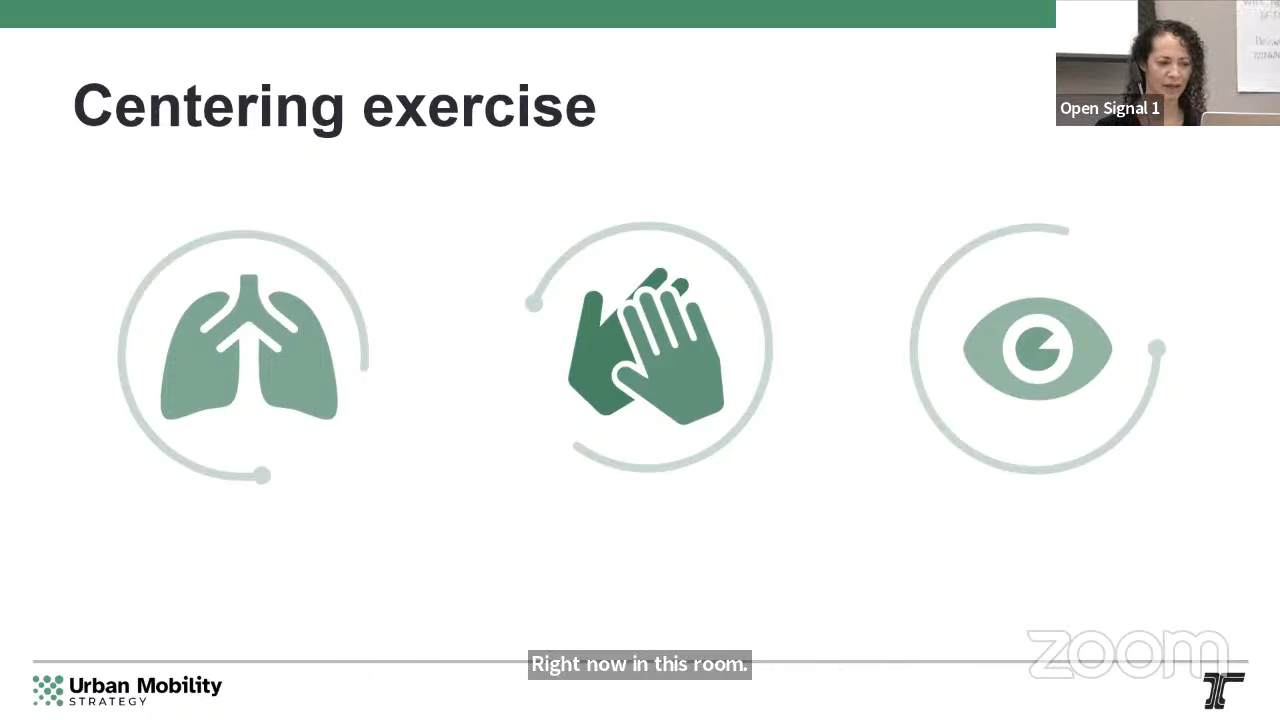 Centering exercise
Open Signal 1
Right now in this room.
zoom
Urban Mobility
STRATEGY